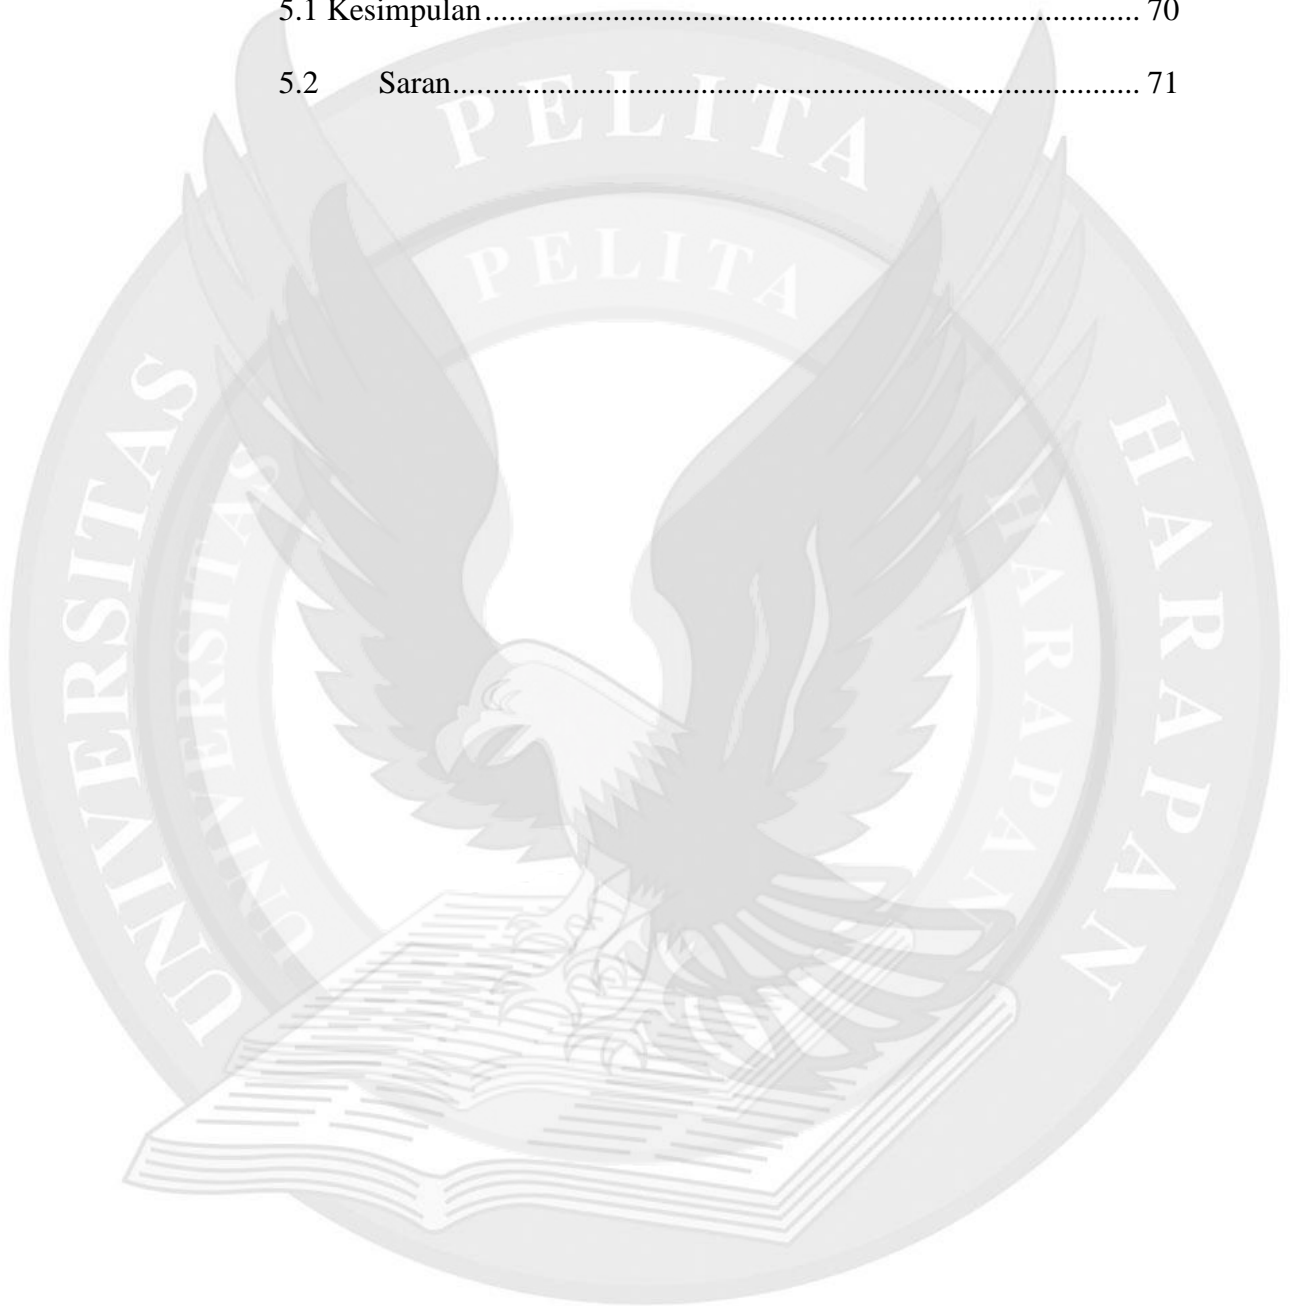 5.1 Kesimpulan.................................................................................. 70
5.2 Saran...................................................................................... 71
PELITA
PELITA
UNIVERSITAS
UNIVERSITAS
HARAPAN
HARAPAN